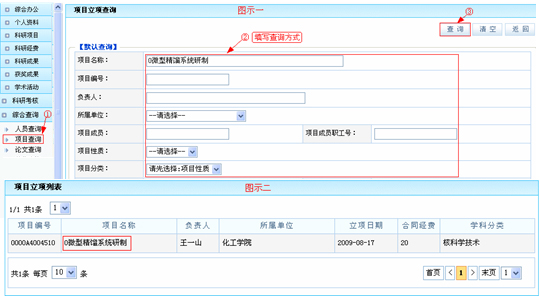 综合办公
个人资料
科研项目
科研经费
科研成果
获奖成果
学术活动
科研考核
综合查询 ①
人员查询
项目查询
论文查询
项目立项查询
图示一
③
查 询 清 空 返 回
【默认查询】
② 填写查询方式
项目名称: 0微型精馏系统研制
项目编号:
负责人:
所属单位: --请选择--
项目成员: 项目成员职工号:
项目性质: --请选择--
项目分类: 请先选择:项目性质
项目立项列表
图示二
1/1 共1条 1
项目编号 项目名称 负责人 所属单位 立项日期 合同经费 学科分类
0000A4004510 0微型精馏系统研制 王一山 化工学院 2009-08-17 20 核科学技术
共1条 每页 10 条 首页 < 1 > 末页 1